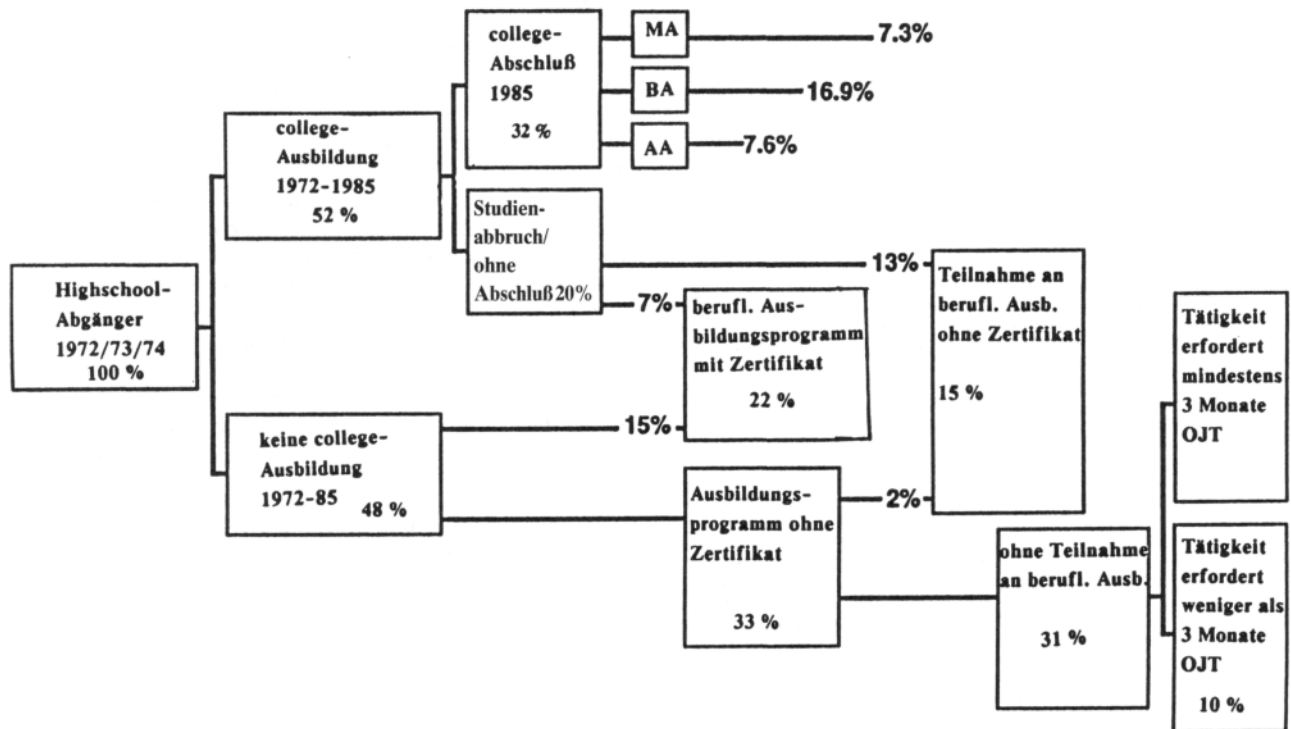 Highschool-
Abgänger
1972/73/74
100 %
college-
Ausbildung
1972-1985
52 %
keine college-
Ausbildung
1972-85
48 %
college-
Abschluß
1985
32 %
MA
7.3%
BA
16.9%
AA
7.6%
Studien-
abbruch/
ohne
Abschluß 20%
13%
7%
15%
berufl. Aus-
bildungsprogramm
mit Zertifikat
22 %
Ausbildungs-
programm ohne
Zertifikat
33 %
2%
Teilnahme an
berufl. Ausb.
ohne Zertifikat
15 %
ohne Teilnahme
an berufl. Ausb.
31 %
Tätigkeit
erfordert
mindestens
3 Monate
OJT
Tätigkeit
erfordert
weniger als
3 Monate
OJT
10 %